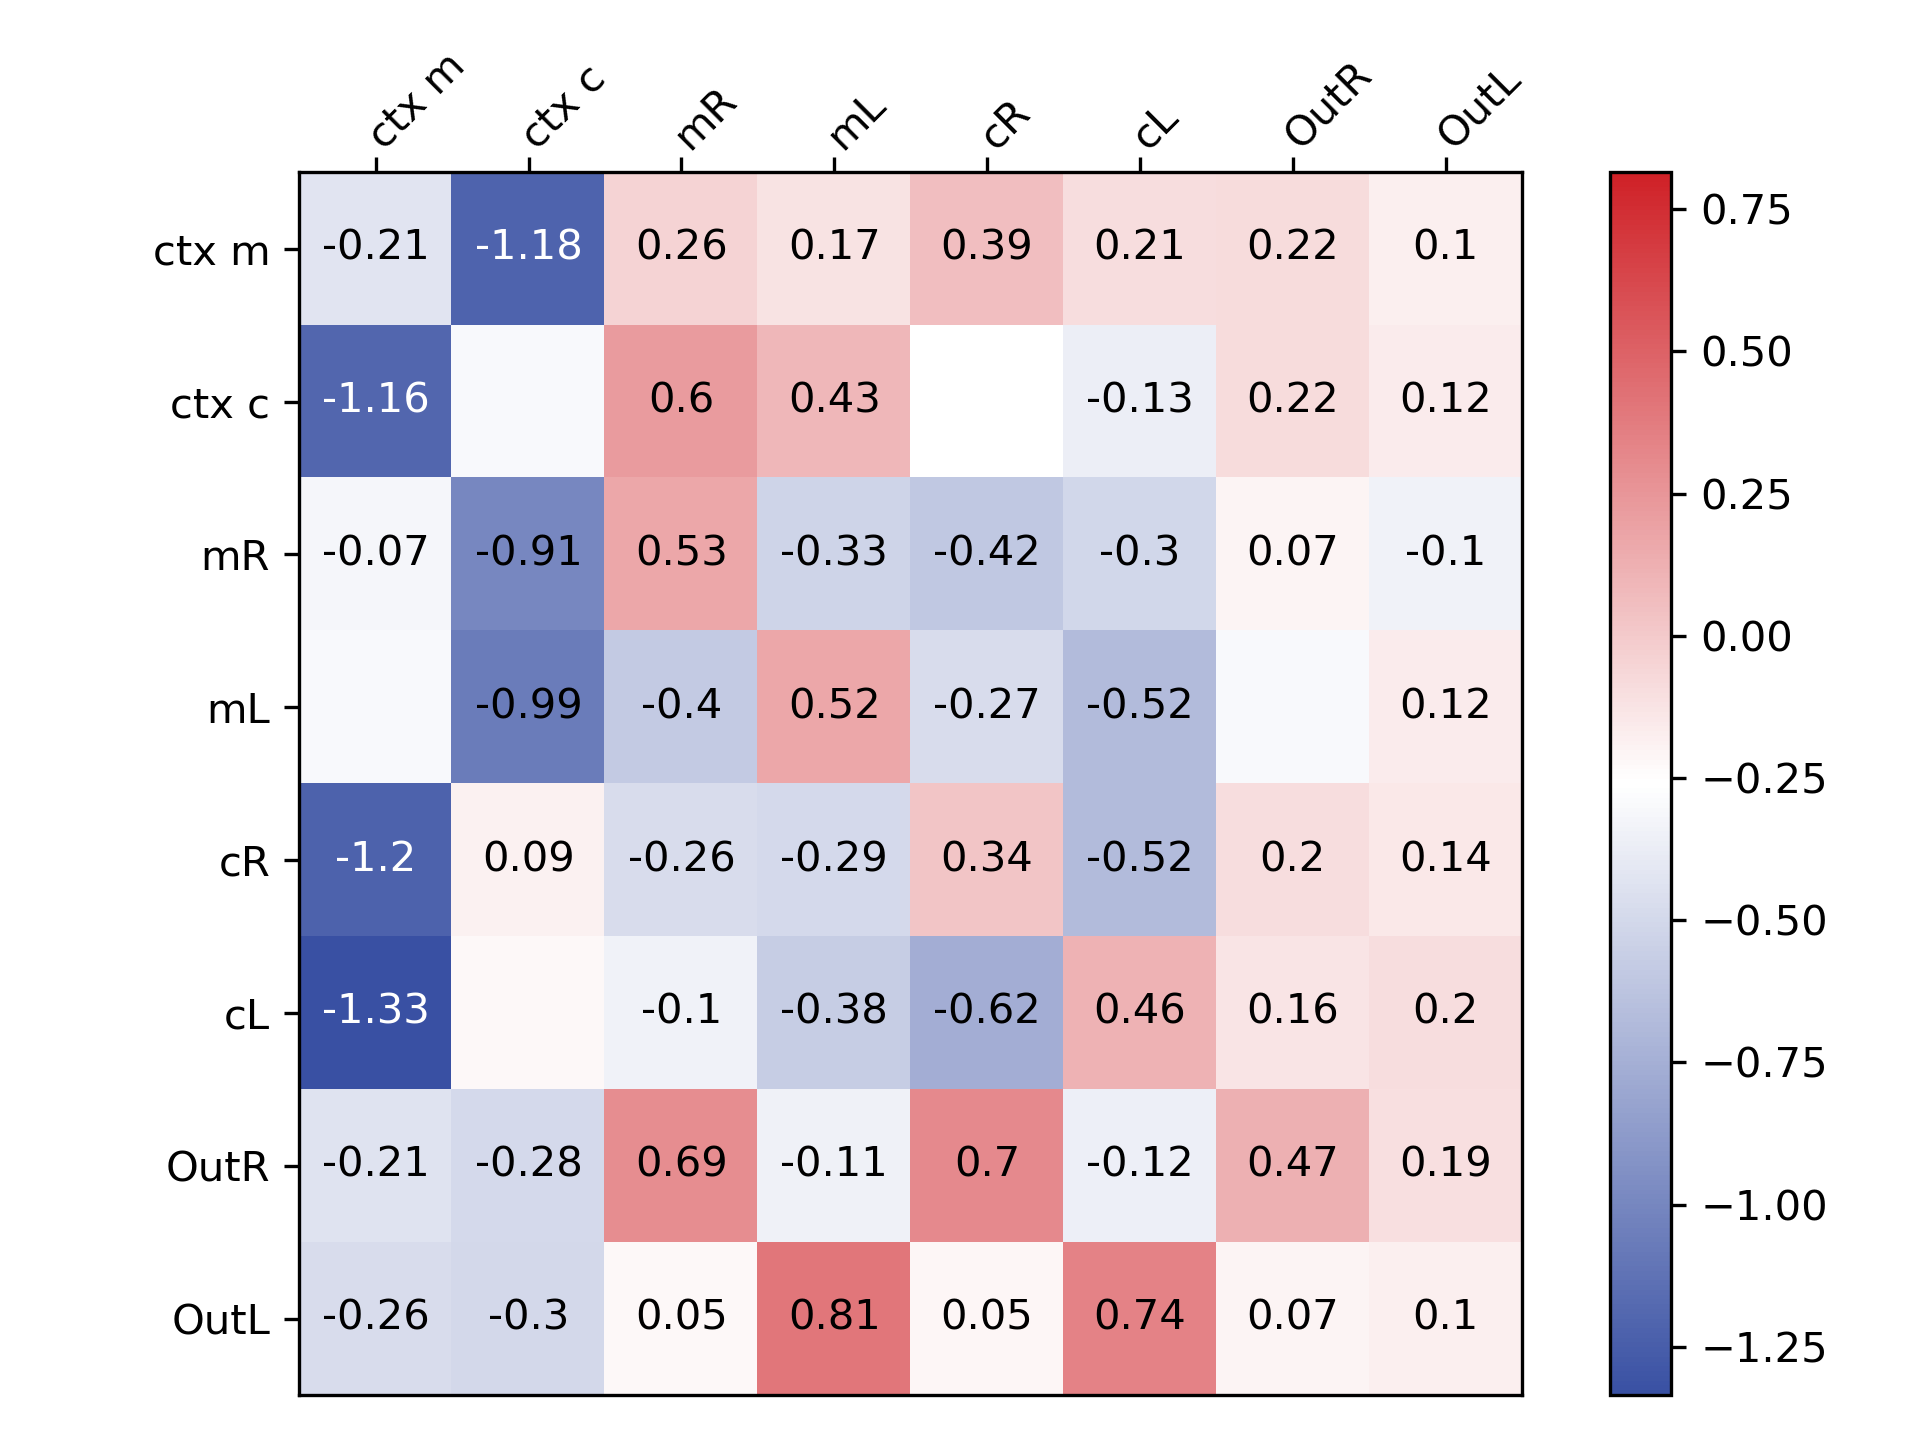 ctx m ctx c mR mL cR cL OutR OutL
ctx m -0.21 -1.18 0.26 0.17 0.39 0.21 0.22 0.1
ctx c -1.16 0.6 0.43 -0.13 0.22 0.12
mR -0.07 -0.91 0.53 -0.33 -0.42 -0.3 0.07 -0.1
mL -0.99 -0.4 0.52 -0.27 -0.52 0.12
cR -1.2 0.09 -0.26 -0.29 0.34 -0.52 0.2 0.14
cL -1.33 -0.1 -0.38 -0.62 0.46 0.16 0.2
OutR -0.21 -0.28 0.69 -0.11 0.7 -0.12 0.47 0.19
OutL -0.26 -0.3 0.05 0.81 0.05 0.74 0.07 0.1
0.75
0.50
0.25
0.00
−0.25
−0.50
−0.75
−1.00
−1.25